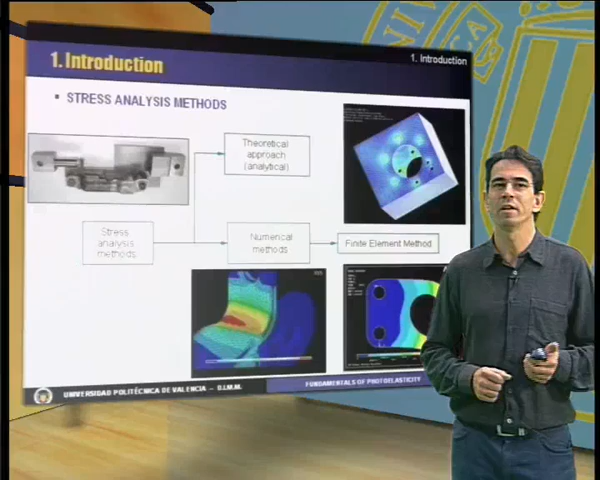 1. Introduction
1. Introduction
▪ STRESS ANALYSIS METHODS
Theoretical
approach
(analytical)
Stress
analysis
methods
Numerical
methods
Finite Element Method
UNIVERSIDAD POLITÉCNICA DE VALENCIA – D.I.M.M.
FUNDAMENTALS OF PHOTOELASTICITY